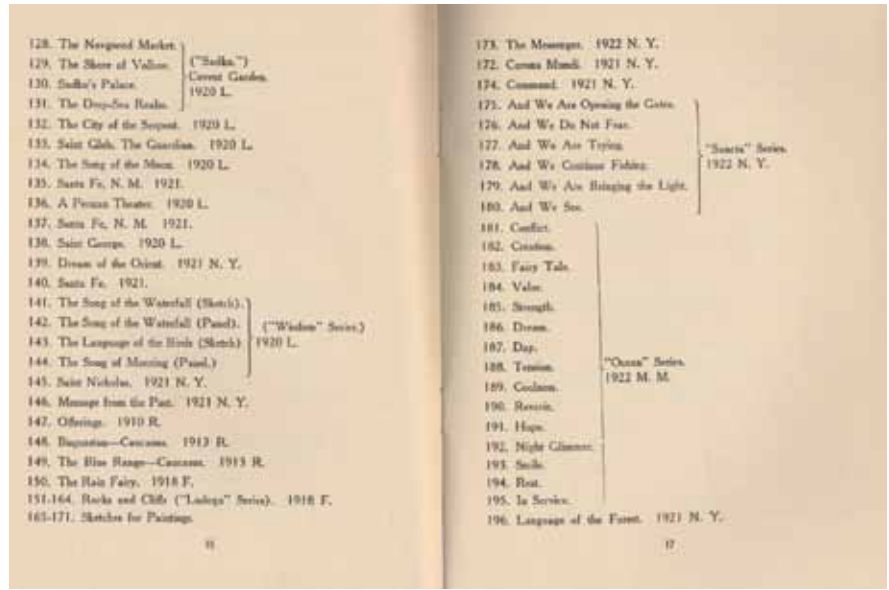 128. The Novgorod Market.
129. The Shore of Volhow.
130. Sadko's Palace.
131. The Deep-Sea Realm.
("Sadko.")
Covent Garden.
1920 L.
132. The City of the Serpent. 1920 L.
133. Saint Gleb, The Guardian. 1920 L.
134. The Song of the Moon. 1920 L.
135. Santa Fe, N. M. 1921.
136. A Persian Theater. 1920 L.
137. Santa Fe, N. M. 1921.
138. Saint George. 1920 L.
139. Dream of the Orient. 1921 N. Y.
140. Santa Fe. 1921.
141. The Song of the Waterfall (Sketch).
142. The Song of the Waterfall (Panel).
143. The Language of the Birds (Sketch)
144. The Song of Morning (Panel.)
("Wisdom" Series.)
1920 L.
145. Saint Nicholas. 1921 N. Y.
146. Message from the Past. 1921 N. Y.
147. Offerings. 1910 R.
148. —Caucasus. 1913 R.
149. The Blue Range—Caucasus. 1913 R.
150. The Rain Fairy. 1918 F.
151-164. Rocks and Cliffs ("Ladoga" Series). 1918 F.
165-171. Sketches for Paintings.
173. The Messenger. 1922 N. Y.
172. Corona Mundi. 1921 N. Y.
174. Command. 1921 N. Y.
175. And We Are Opening the Gates.
176. And We Do Not Fear.
177. And We Are Trying.
178. And We Continue Fishing.
179. And We Are Bringing the Light.
180. And We See.
"Sancta" Series.
1922 N. Y.
181. Conflict.
182. Creation.
183. Fairy Tale.
184. Valor.
185. Strength.
186. Dream.
187. Day.
188. Tension.
189. Coolness.
190. Reverie.
191. Hope.
192. Night Glimmer.
193. Smile.
194. Rest.
195. In Service.
"Ocean" Series.
1922 M. M.
196. Language of the Forest. 1921 N. Y.
17